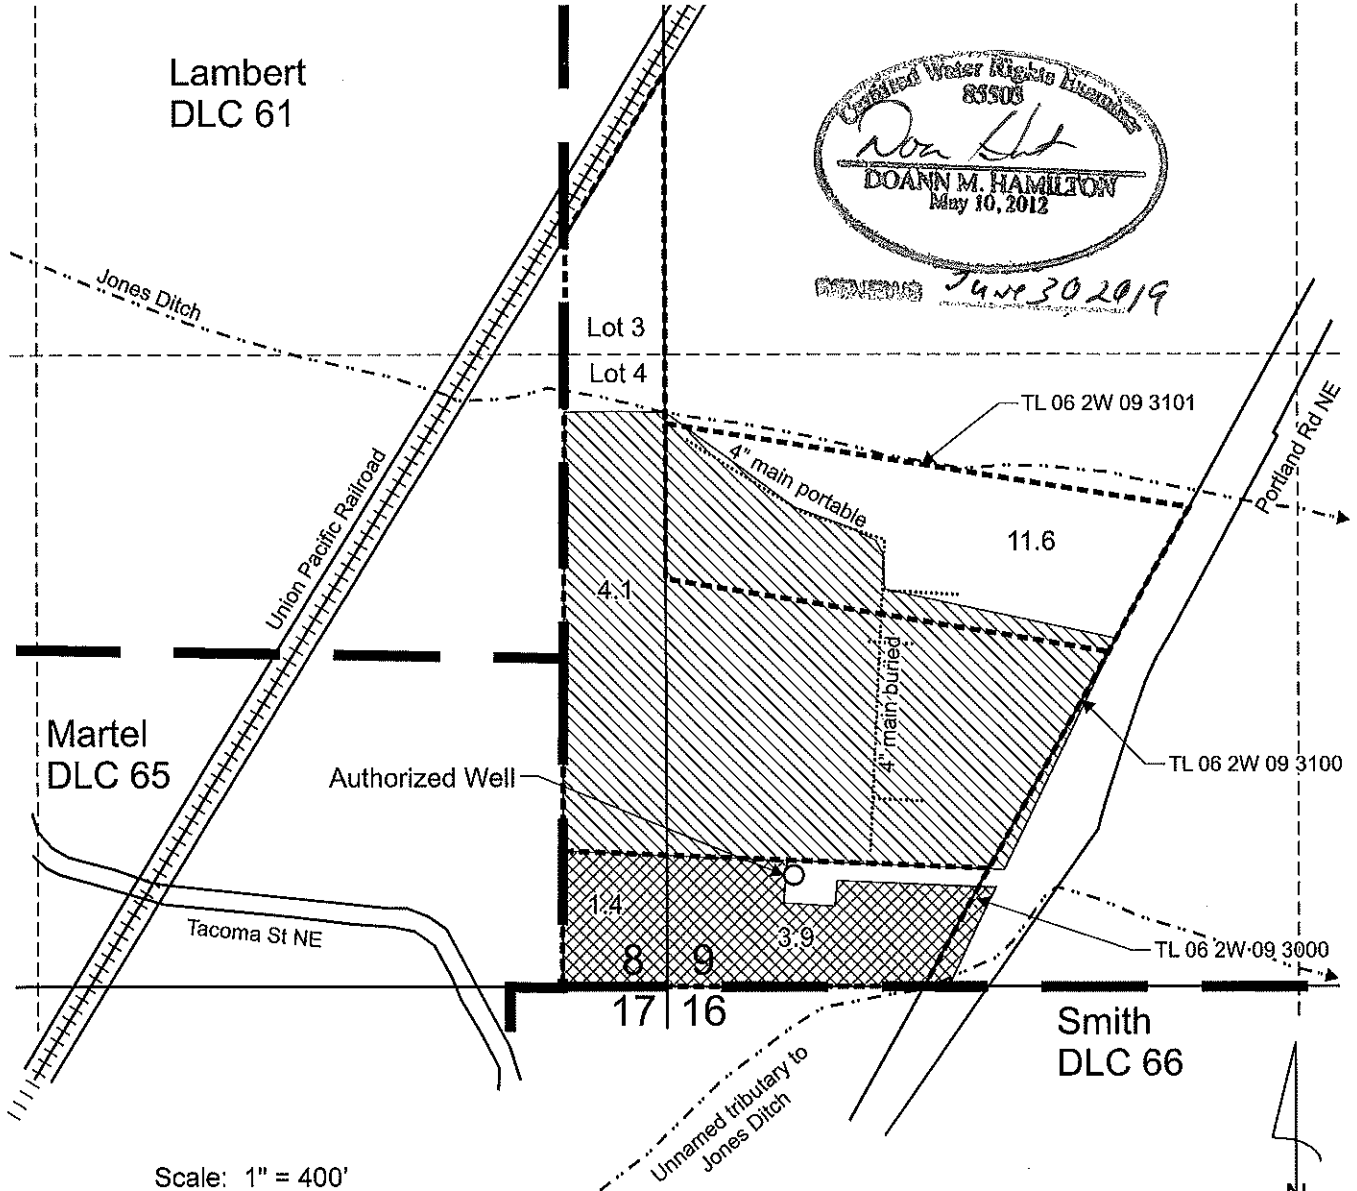 Lambert
DLC 61
Certified Water Rights Examiner
85503
DOANN M. HAMILTON
May 10, 2012
June 30 2019
Jones Ditch
Lot 3
Lot 4
TL 06 2W 09 3101
Portland Rd NE
4" main portable
11.6
Union Pacific Railroad
4.1
4" main buried
Martel
DLC 65
Authorized Well
TL 06 2W 09 3100
1.4
3.9
Tacoma St NE
TL 06 2W 09 3000
8 9
17 16
Smith
DLC 66
Unnamed tributary to
Jones Ditch
Scale: 1" = 400'